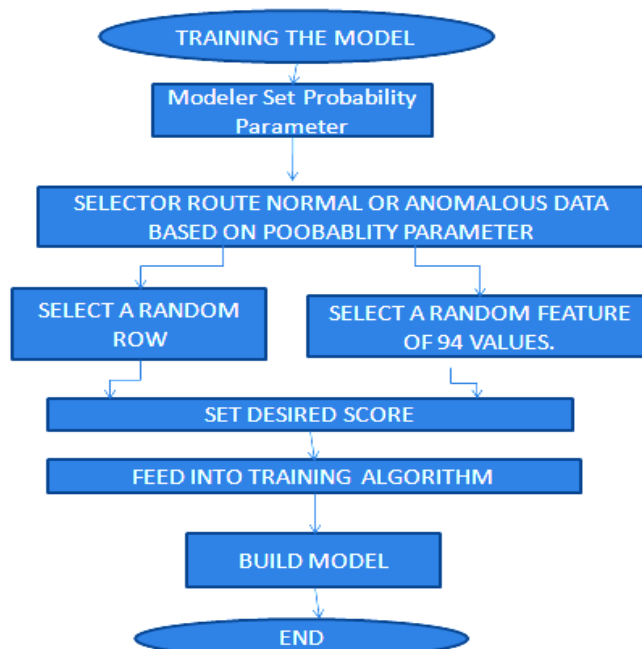 TRAINING THE MODEL
Modeler Set Probability
Parameter
SELECTOR ROUTE NORMAL OR ANOMALOUS DATA
BASED ON POOBABLITY PARAMETER
SELECT A RANDOM
ROW
SELECT A RANDOM FEATURE
OF 94 VALUES.
SET DESIRED SCORE
FEED INTO TRAINING ALGORITHM
BUILD MODEL
END